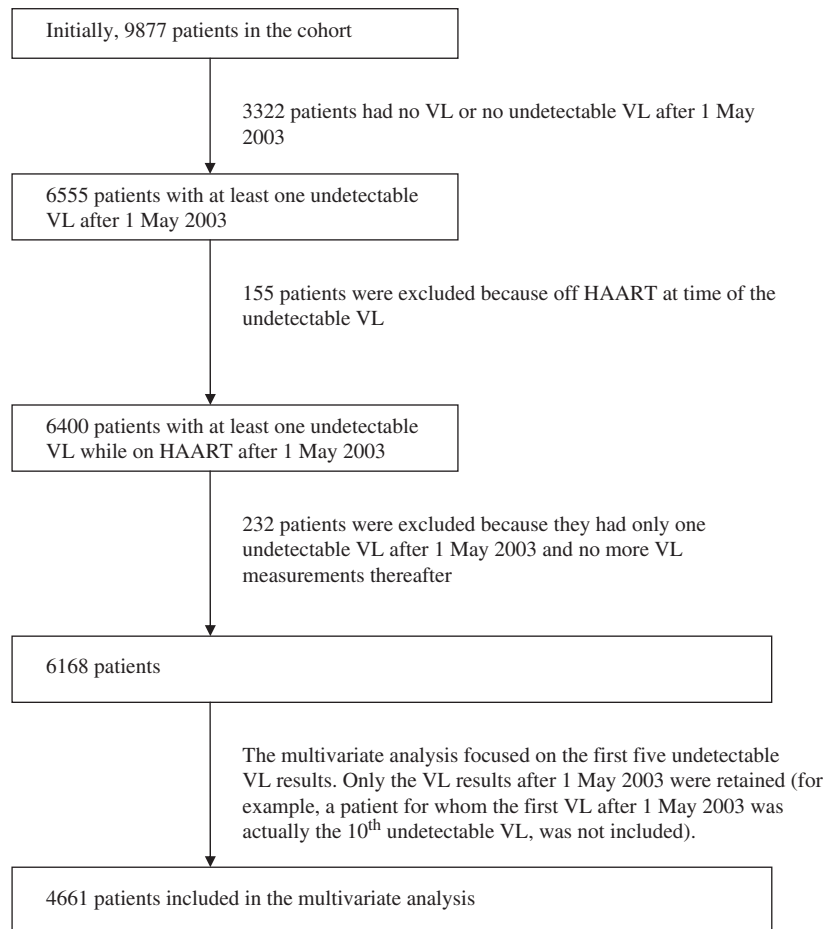 Initially, 9877 patients in the cohort
3322 patients had no VL or no undetectable VL after 1 May
2003
6555 patients with at least one undetectable
VL after 1 May 2003
155 patients were excluded because off HAART at time of the
undetectable VL
6400 patients with at least one undetectable
VL while on HAART after 1 May 2003
232 patients were excluded because they had only one
undetectable VL after 1 May 2003 and no more VL
measurements thereafter
6168 patients
The multivariate analysis focused on the first five undetectable
VL results. Only the VL results after 1 May 2003 were retained (for
example, a patient for whom the first VL after 1 May 2003 was
actually the 10th undetectable VL, was not included).
4661 patients included in the multivariate analysis